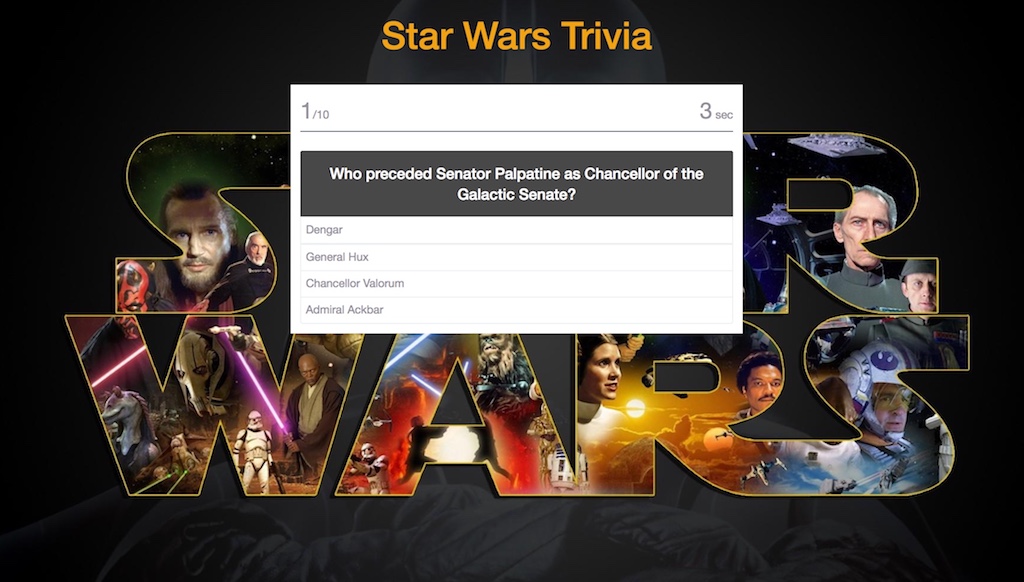 Star Wars Trivia
1/10
3 sec
Who preceded Senator Palpatine as Chancellor of the
Galactic Senate?
Dengar
General Hux
Chancellor Valorum
Admiral Ackbar
STAR
WARS